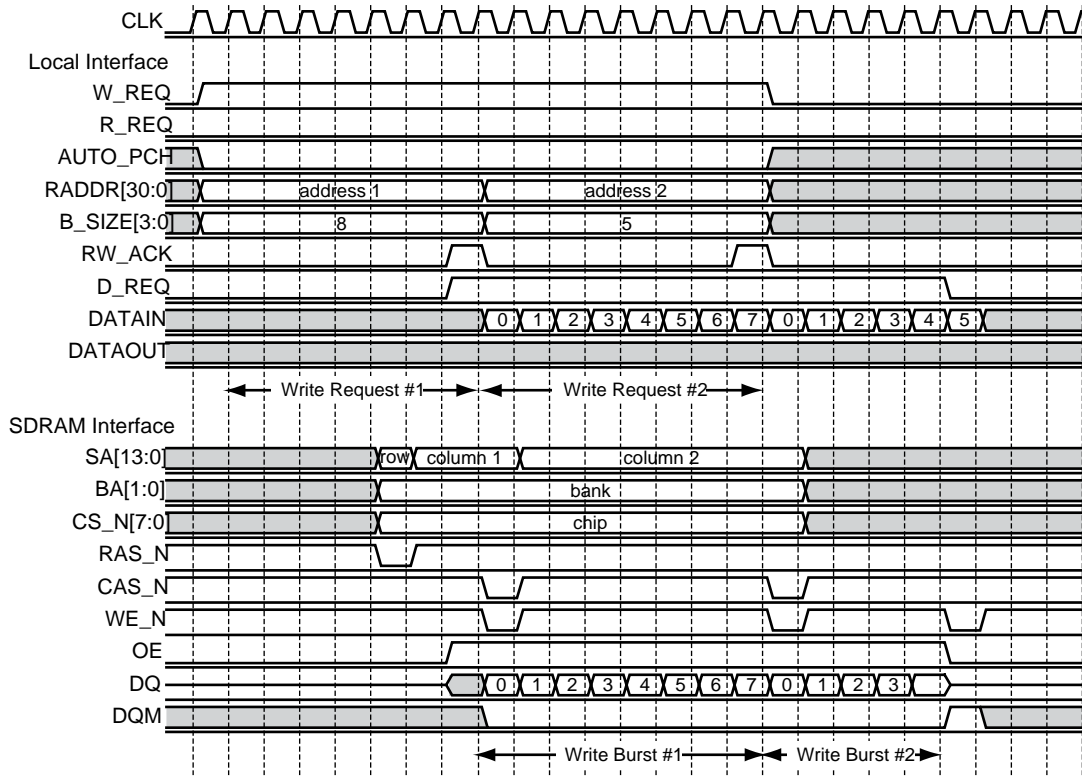 CLK
Local Interface
W_REQ
R_REQ
AUTO_PCH
RADDR[30:0] address 1 address 2
B_SIZE[3:0] 8 5
RW_ACK
D_REQ
DATAIN 0 1 2 3 4 5 6 7 0 1 2 3 4 5
DATAOUT
Write Request #1 Write Request #2
SDRAM Interface
SA[13:0] row column 1 column 2
BA[1:0] bank
CS_N[7:0] chip
RAS_N
CAS_N
WE_N
OE
DQ 0 1 2 3 4 5 6 7 0 1 2 3
DQM
Write Burst #1 Write Burst #2